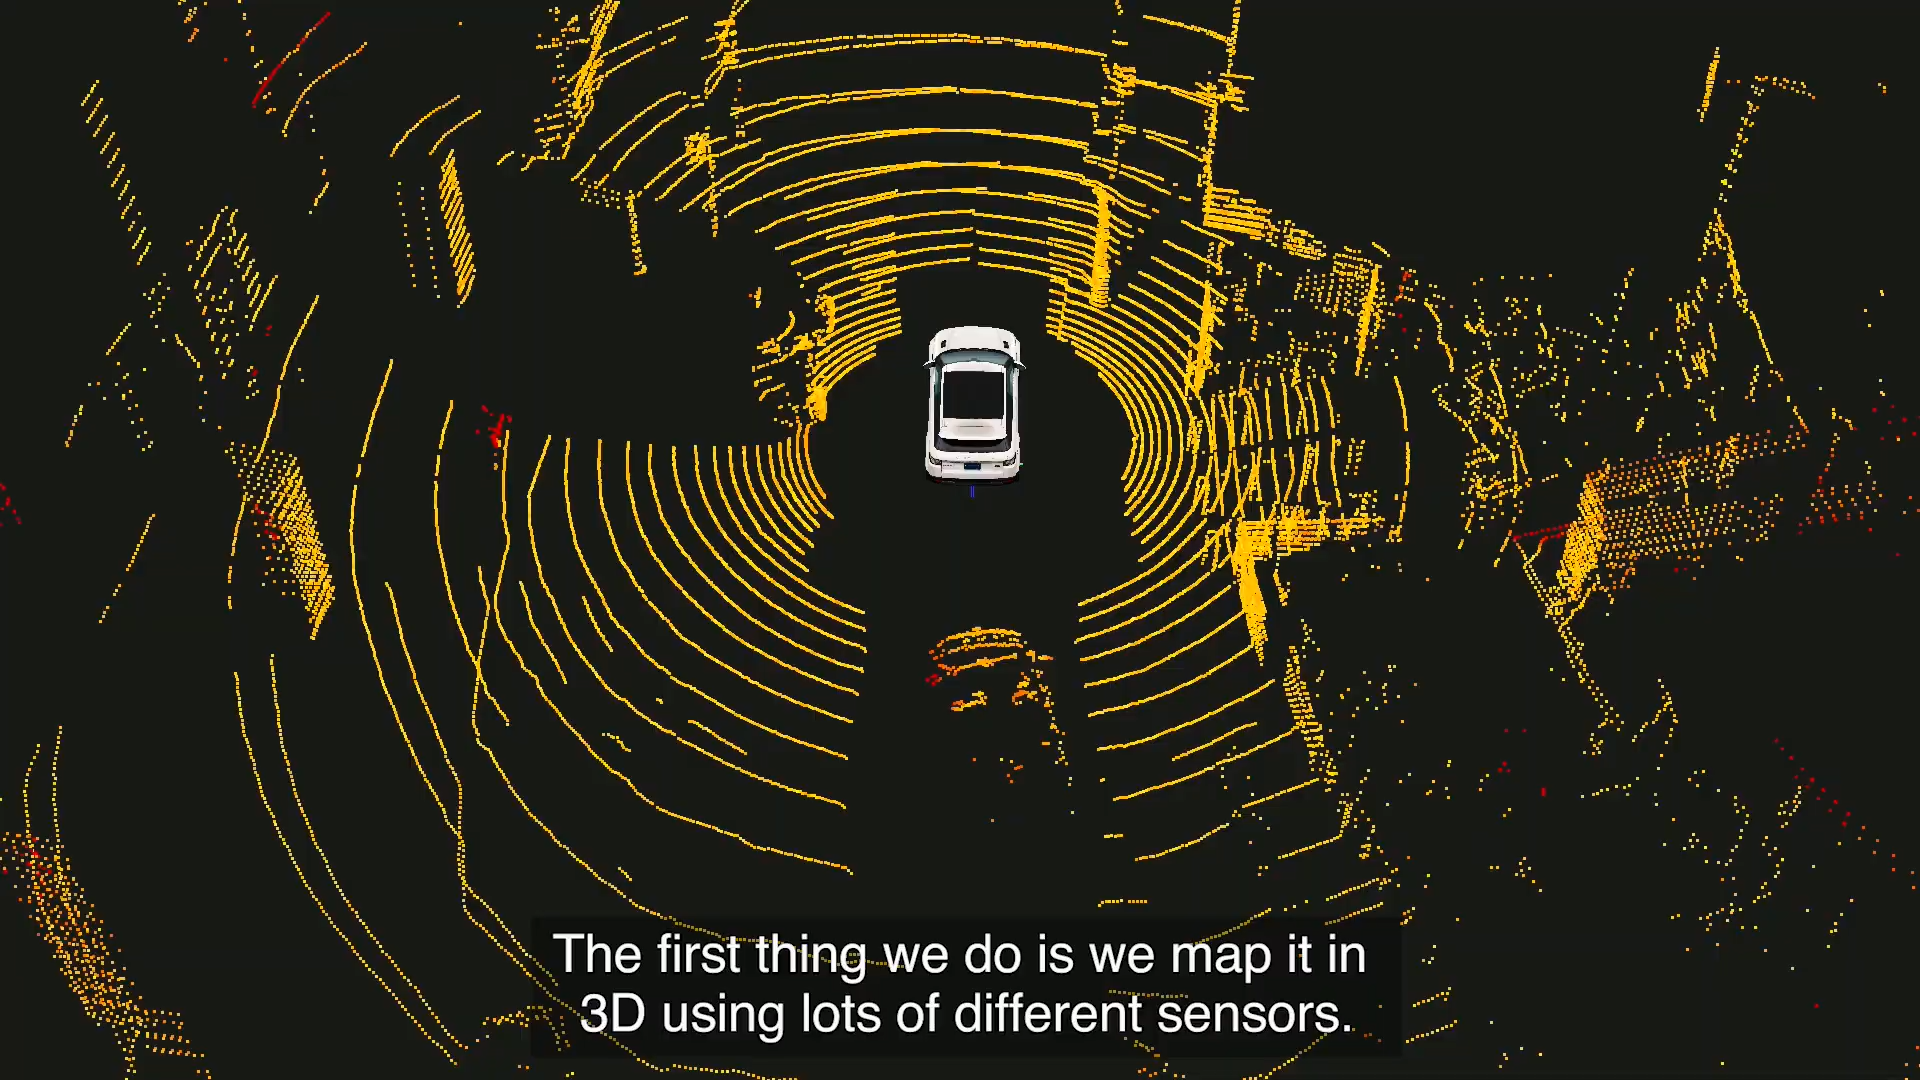 The first thing we do is we map it in
3D using lots of different sensors.